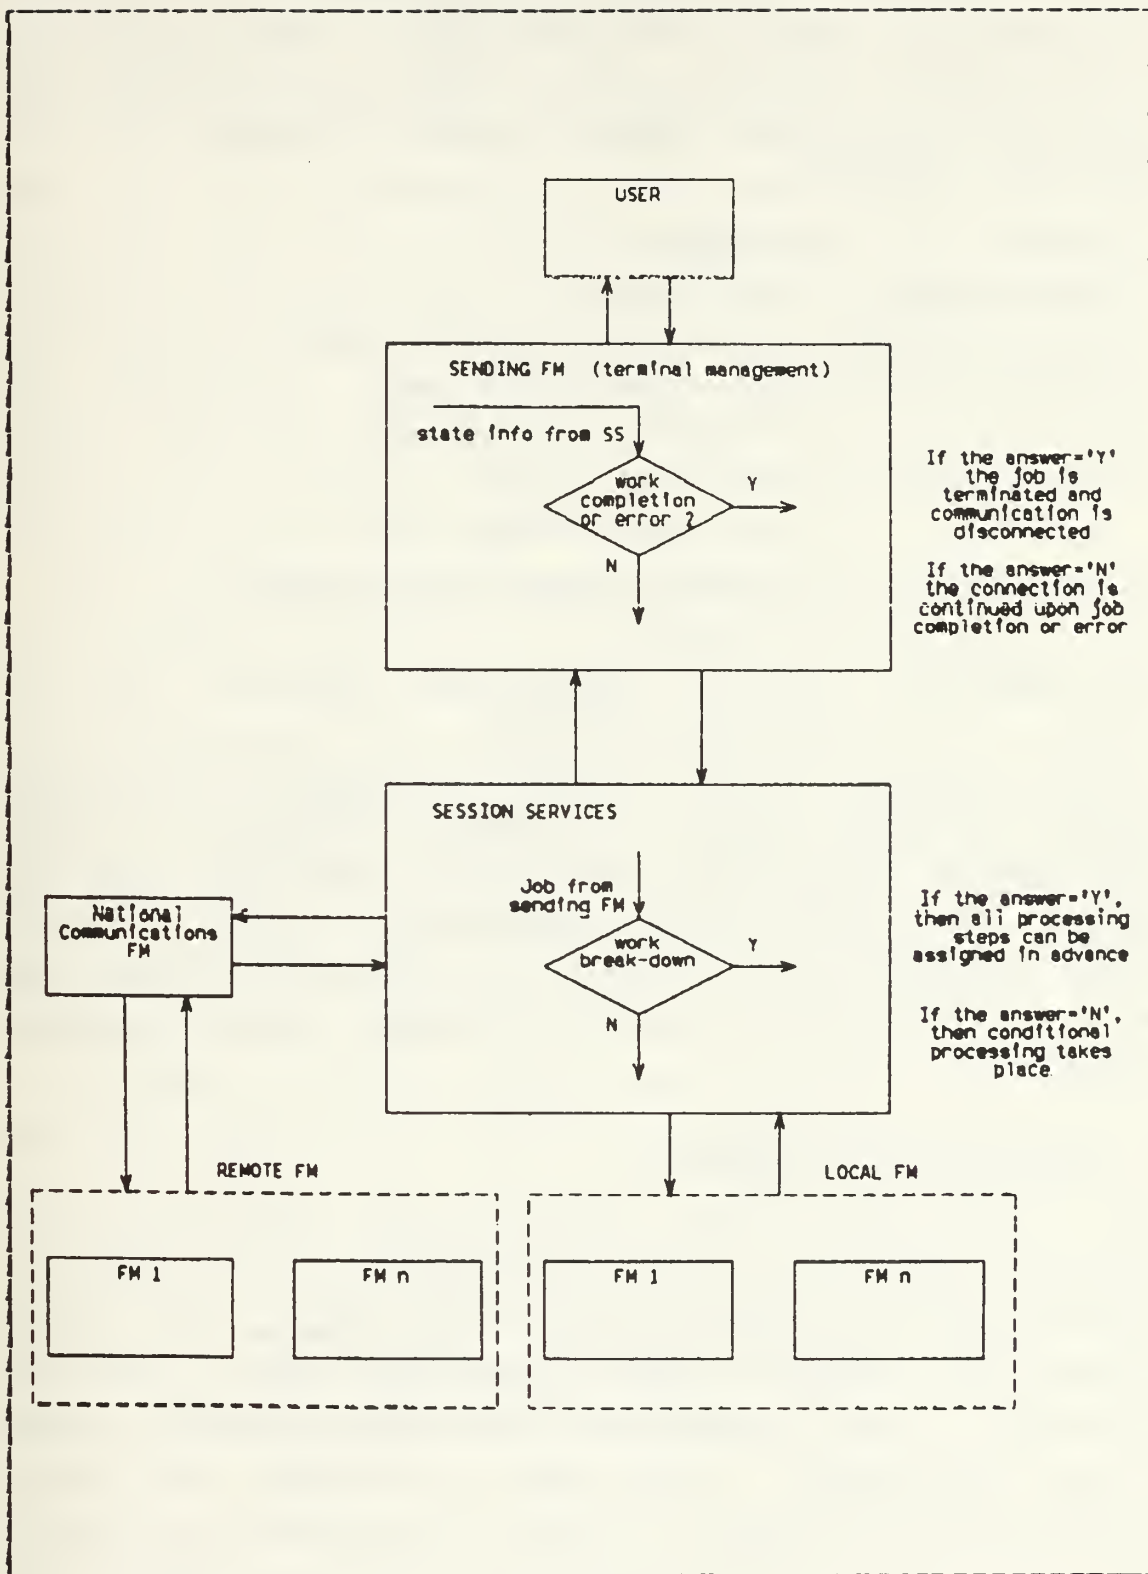 USER
SENDING FM (terminal management)
state info from SS
work
completion
or error ?
Y
N
If the answer='Y'
the job is
terminated and
communication is
disconnected
If the answer='N'
the connection is
continued upon job
completion or error
SESSION SERVICES
Job from
sending FM
work
break-down
Y
N
National
Communications
FM
If the answer='Y',
then all processing
steps can be
assigned in advance
If the answer='N',
then conditional
processing takes
place
REMOTE FM
LOCAL FM
FM 1
FM n
FM 1
FM n